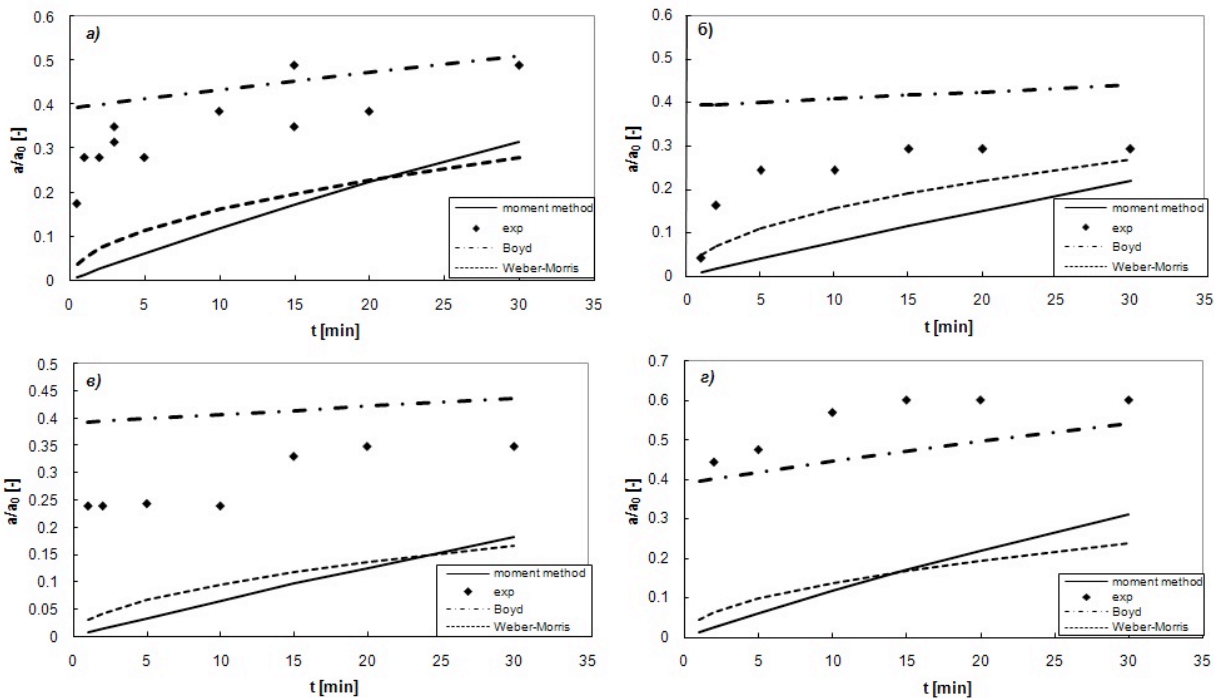 а)
0.6
0.5
0.4
0.3
0.2
0.1
0
a/a₀ [-]
0 5 10 15 20 25 30 35
t [min]
moment method
exp
Boyd
Weber-Morris
б)
0.6
0.5
0.4
0.3
0.2
0.1
0
a/a₀ [-]
0 5 10 15 20 25 30 35
t [min]
moment method
exp
Boyd
Weber-Morris
в)
0.5
0.45
0.4
0.35
0.3
0.25
0.2
0.15
0.1
0.05
0
a/a₀ [-]
0 5 10 15 20 25 30 35
t [min]
moment method
exp
Boyd
Weber-Morris
г)
0.7
0.6
0.5
0.4
0.3
0.2
0.1
0
a/a₀ [-]
0 5 10 15 20 25 30 35
t [min]
moment method
exp
Boyd
Weber-Morris